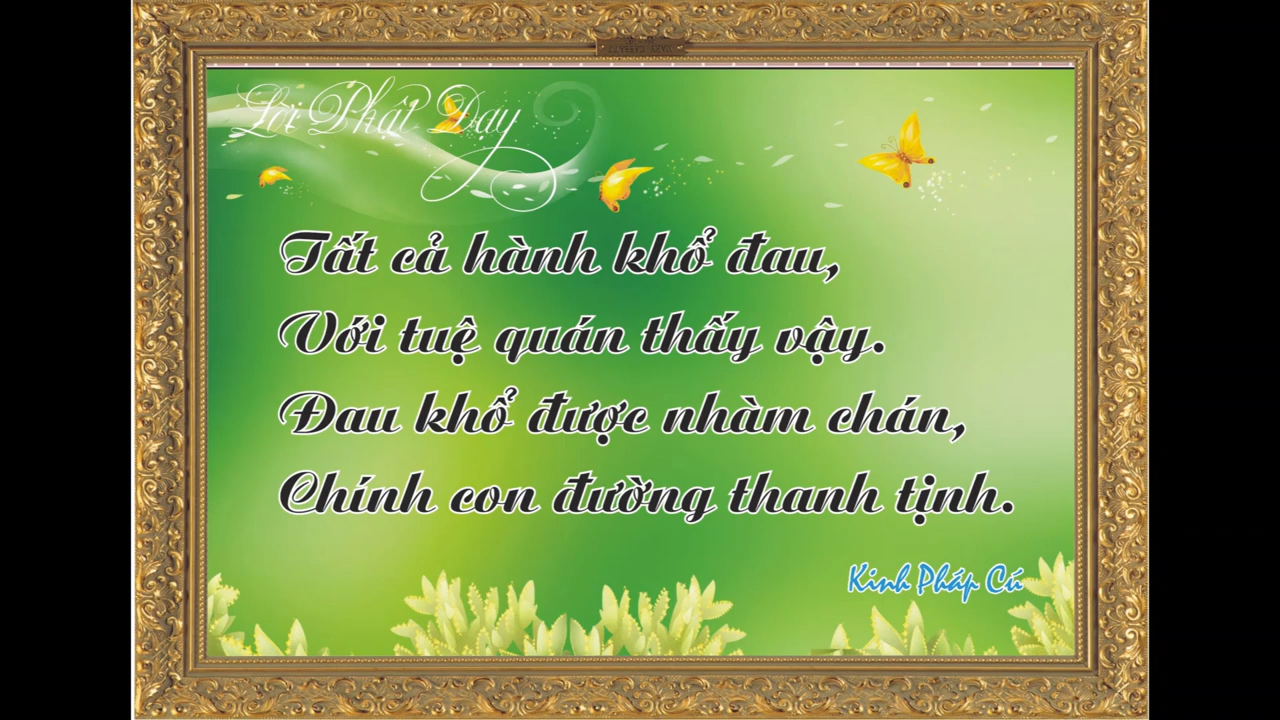 Lời Phật Dạy
Tất cả hành khổ đau,
Với tuệ quán thấy vậy.
Đau khổ được nhàm chán,
Chính con đường thanh tịnh.
Kinh Pháp Cú